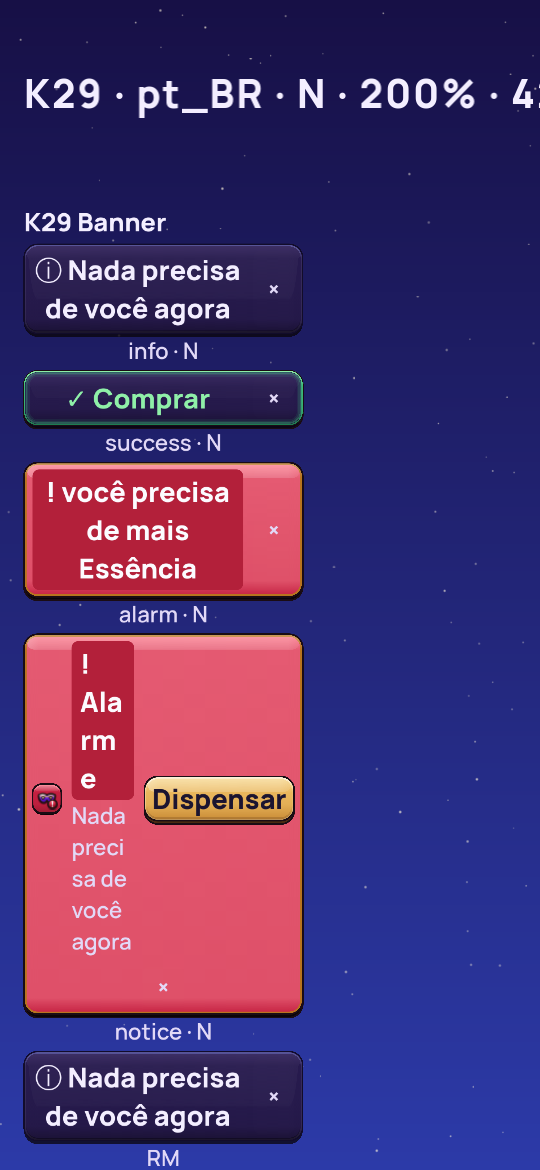 K29 · pt_BR · N · 200% · 4
K29 Banner
ⓘ Nada precisa
de você agora
×
info · N
✓ Comprar
×
success · N
! você precisa
de mais
Essência
×
alarm · N
!
Ala
rm
e
Nada
preci
sa de
você
agora
Dispensar
×
notice · N
ⓘ Nada precisa
de você agora
×
RM